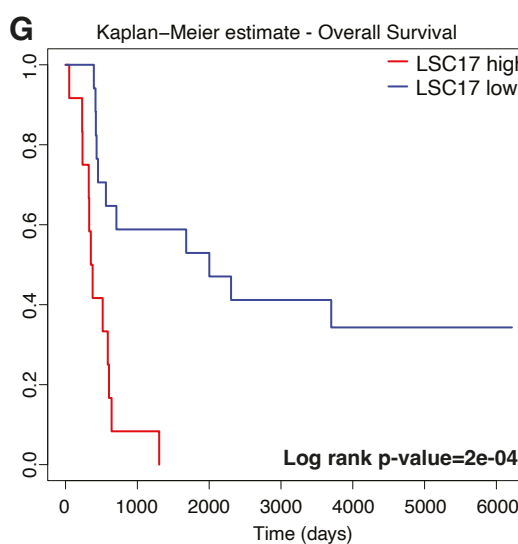 G
Kaplan−Meier estimate - Overall Survival
LSC17 high
LSC17 low
1.0
0.8
0.6
0.4
0.2
0.0
Log rank p-value=2e-04
0 1000 2000 3000 4000 5000 6000
Time (days)